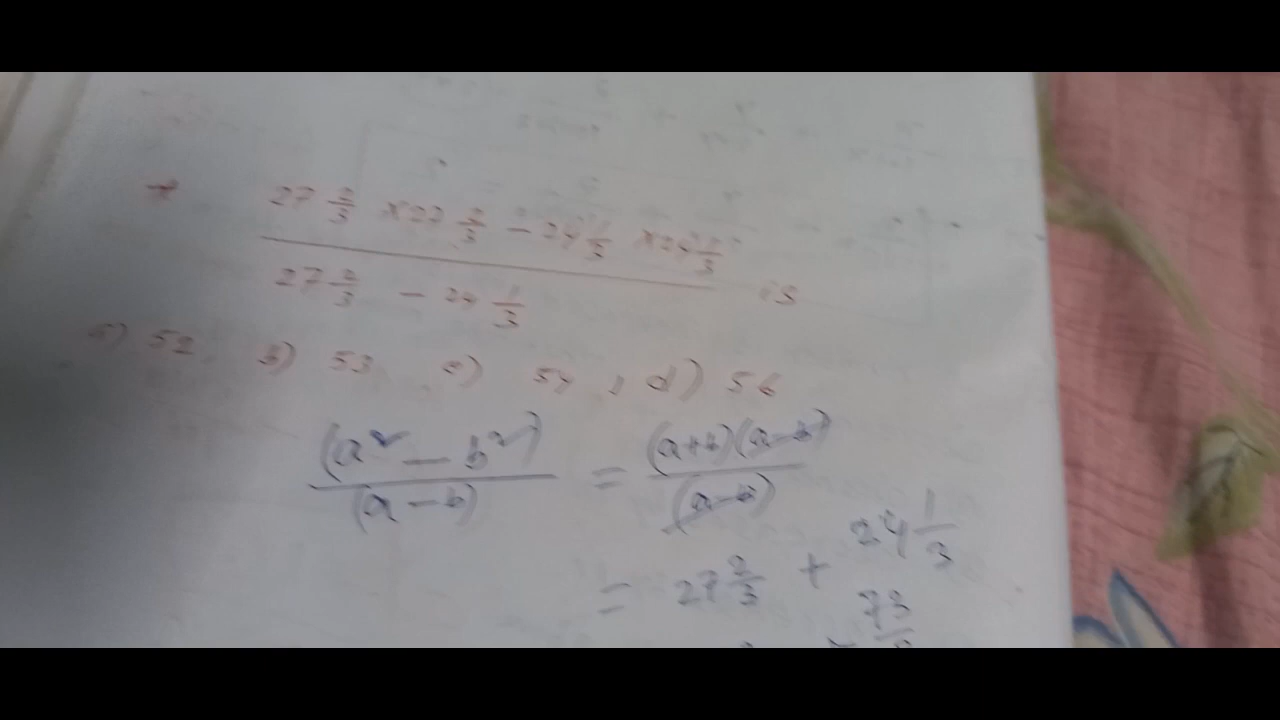 27 2/3 × 27 2/3 - 24 1/3 × 24 1/3
27 2/3 - 24 1/3 is
a) 52, b) 53, c) 54, d) 56
(a² - b²) / (a - b) = (a+b)(a-b) / (a-b)
= 27 2/3 + 24 1/3
73